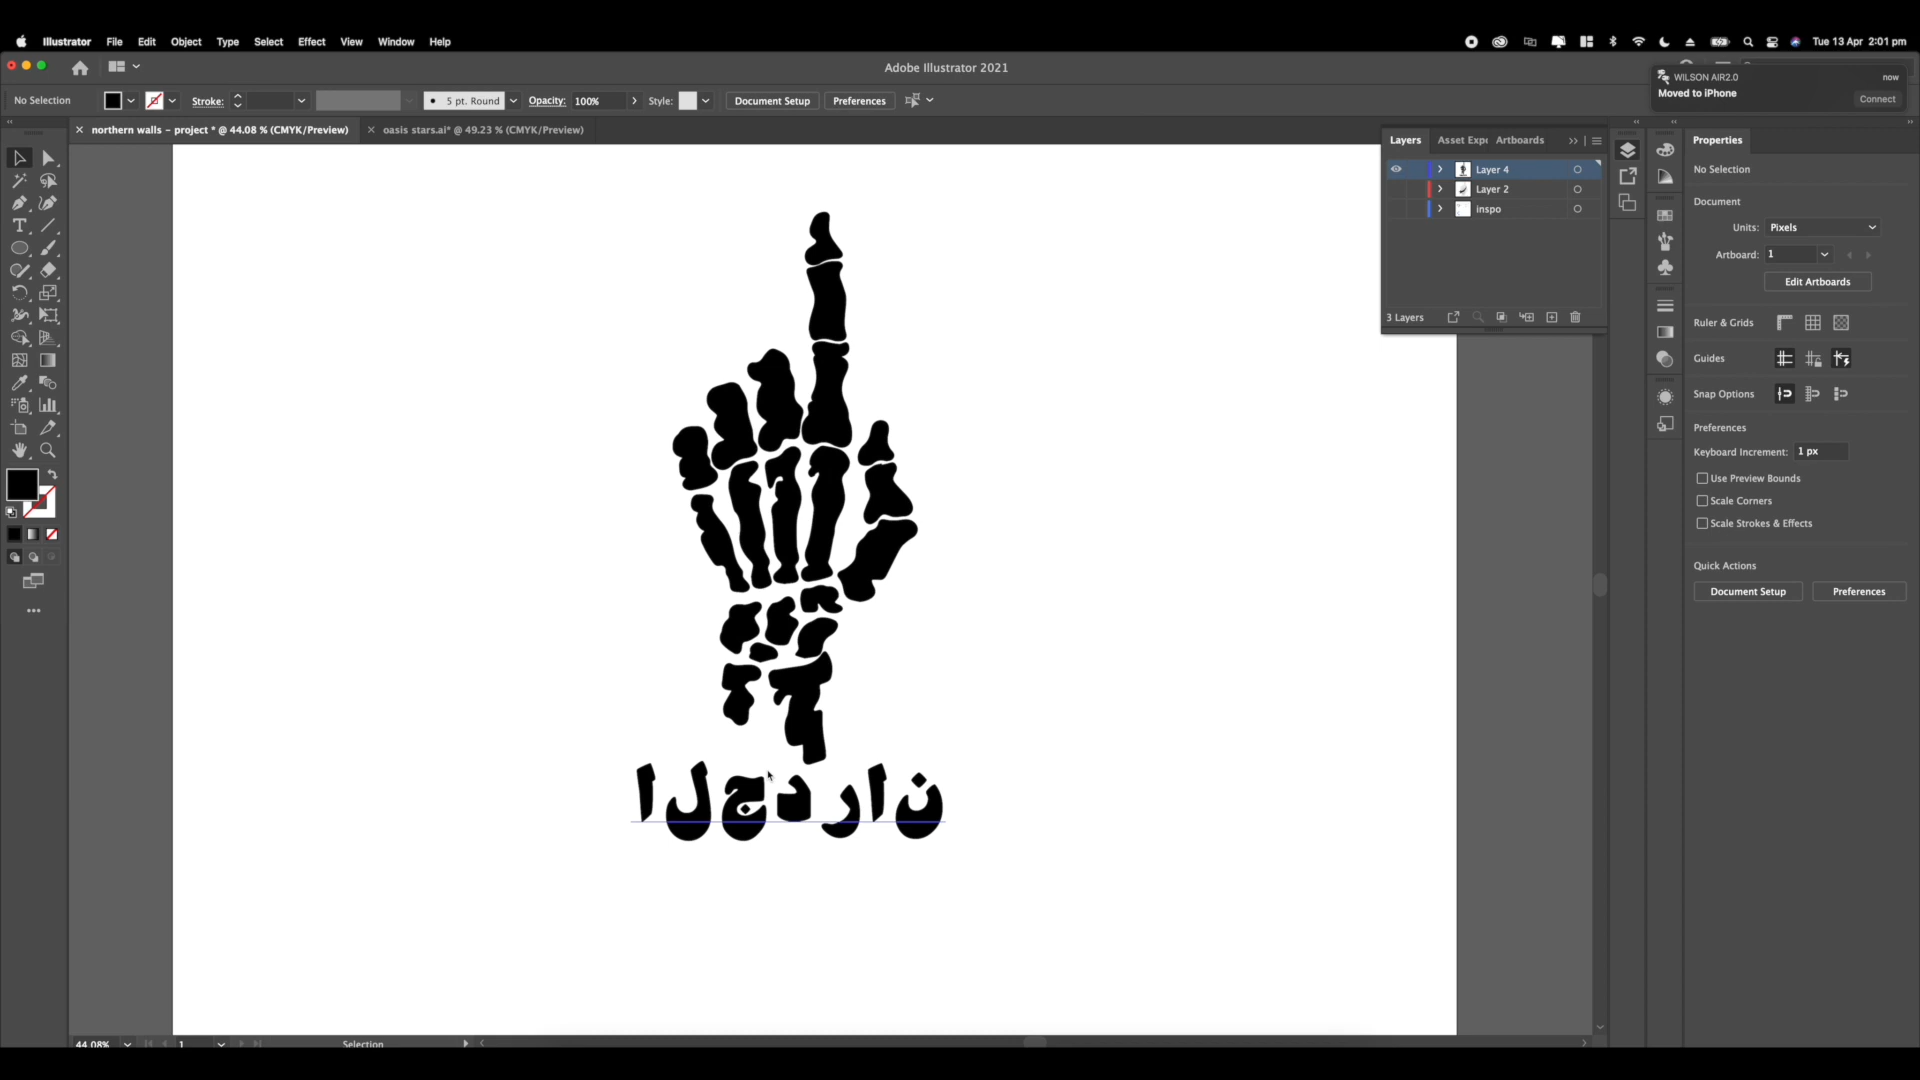 Illustrator File Edit Object Type Select Effect View Window Help
Tue 13 Apr 2:01 pm
Adobe Illustrator 2021
WILSON AIR2.0 now
Moved to iPhone
Connect
No Selection Stroke: 5 pt. Round Opacity: 100% Style: Document Setup Preferences
northern walls - project * @ 44.08 % (CMYK/Preview) oasis stars.ai* @ 49.23 % (CMYK/Preview)
Layers Asset Expo Artboards
Layer 4
Layer 2
inspo
3 Layers
Properties
No Selection
Document
Units: Pixels
Artboard: 1
Edit Artboards
Ruler & Grids
Guides
Snap Options
Preferences
Keyboard Increment: 1 px
Use Preview Bounds
Scale Corners
Scale Strokes & Effects
Quick Actions
Document Setup Preferences
ن ا ر د ج ل ا
44.08% 1 Selection